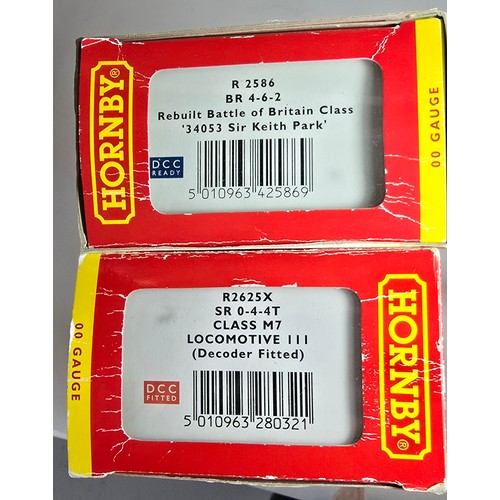 HORNBY®
R 2586
BR 4-6-2
Rebuilt Battle of Britain Class
'34053 Sir Keith Park'
DCC
READY
5 010963 425869
00 GAUGE
00 GAUGE
R2625X
SR 0-4-4T
CLASS M7
LOCOMOTIVE 111
(Decoder Fitted)
DCC
FITTED
5 010963 280321
HORNBY®